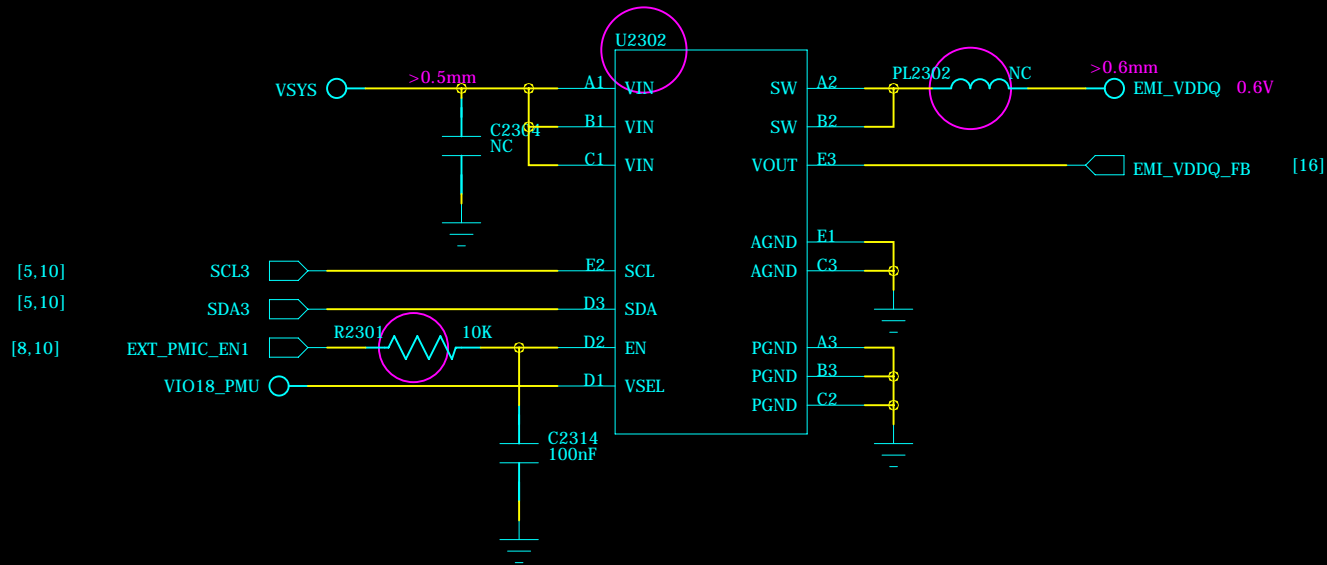 U2302
VSYS >0.5mm A1 VIN SW A2 PL2302 NC >0.6mm EMI_VDDQ 0.6V
C2304 B1 VIN SW B2
NC
C1 VIN VOUT E3 EMI_VDDQ_FB [16]
AGND E1
[5,10] SCL3 E2 SCL AGND C3
[5,10] SDA3 D3 SDA
R2301 10K
[8,10] EXT_PMIC_EN1 D2 EN PGND A3
VIO18_PMU D1 VSEL PGND B3
PGND C2
C2314
100nF